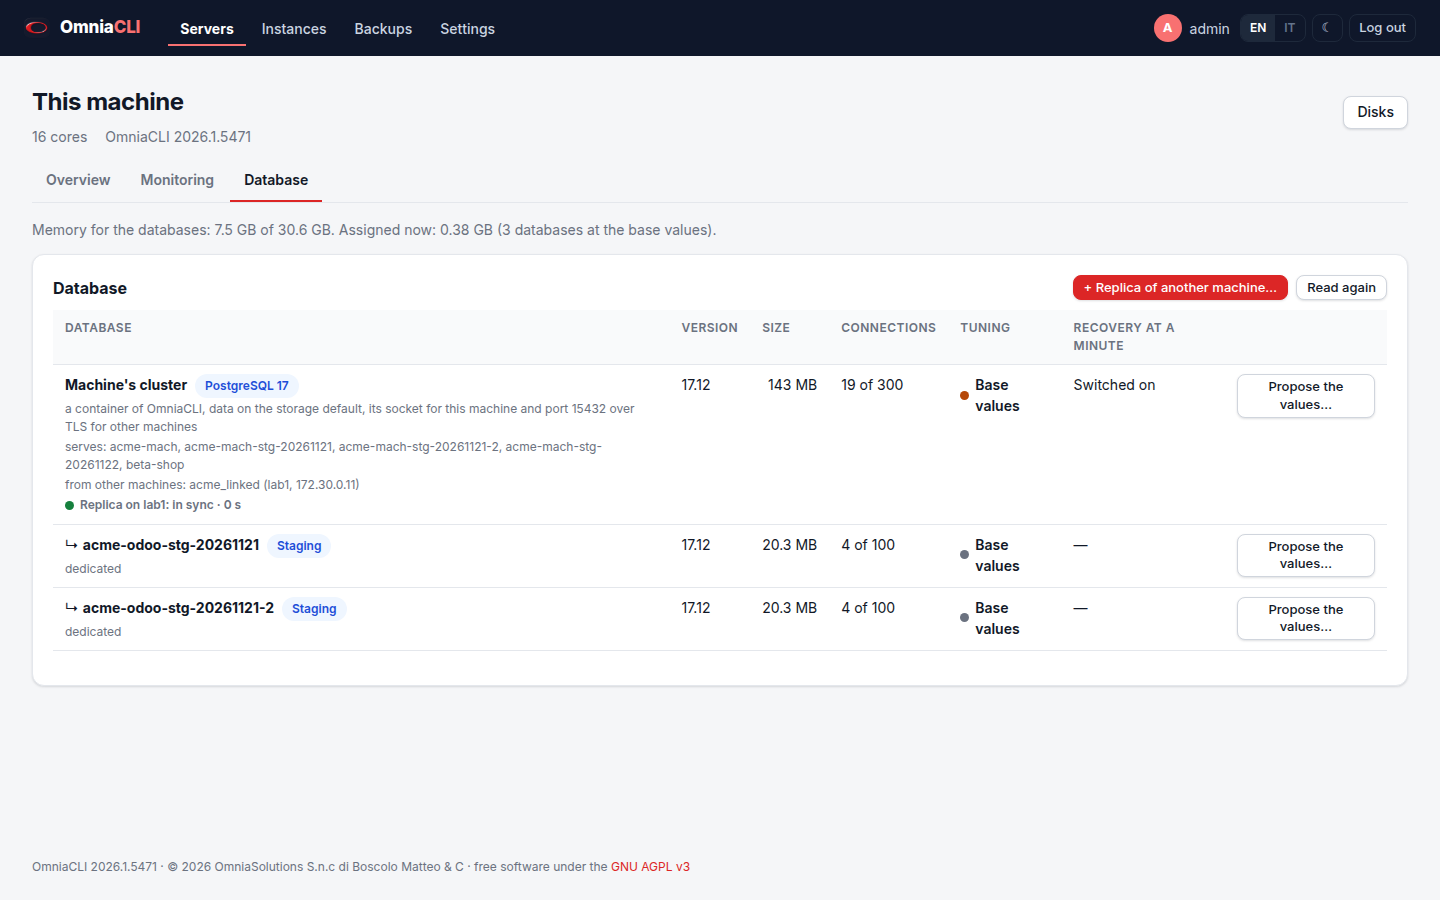 OmniaCLI
Servers
Instances
Backups
Settings
A
admin
EN
IT
Log out
This machine
Disks
16 cores
OmniaCLI 2026.1.5471
Overview
Monitoring
Database
Memory for the databases: 7.5 GB of 30.6 GB. Assigned now: 0.38 GB (3 databases at the base values).
Database
+ Replica of another machine...
Read again
DATABASE
VERSION
SIZE
CONNECTIONS
TUNING
RECOVERY AT A
MINUTE
Machine's cluster
PostgreSQL 17
17.12
143 MB
19 of 300
Base
values
Switched on
Propose the
values...
a container of OmniaCLI, data on the storage default, its socket for this machine and port 15432 over
TLS for other machines
serves: acme-mach, acme-mach-stg-20261121, acme-mach-stg-20261121-2, acme-mach-stg-
20261122, beta-shop
from other machines: acme_linked (lab1, 172.30.0.11)
Replica on lab1: in sync · 0 s
↳ acme-odoo-stg-20261121
Staging
17.12
20.3 MB
4 of 100
Base
values
—
Propose the
values...
dedicated
↳ acme-odoo-stg-20261121-2
Staging
17.12
20.3 MB
4 of 100
Base
values
—
Propose the
values...
dedicated
OmniaCLI 2026.1.5471 · © 2026 OmniaSolutions S.n.c di Boscolo Matteo & C · free software under the GNU AGPL v3